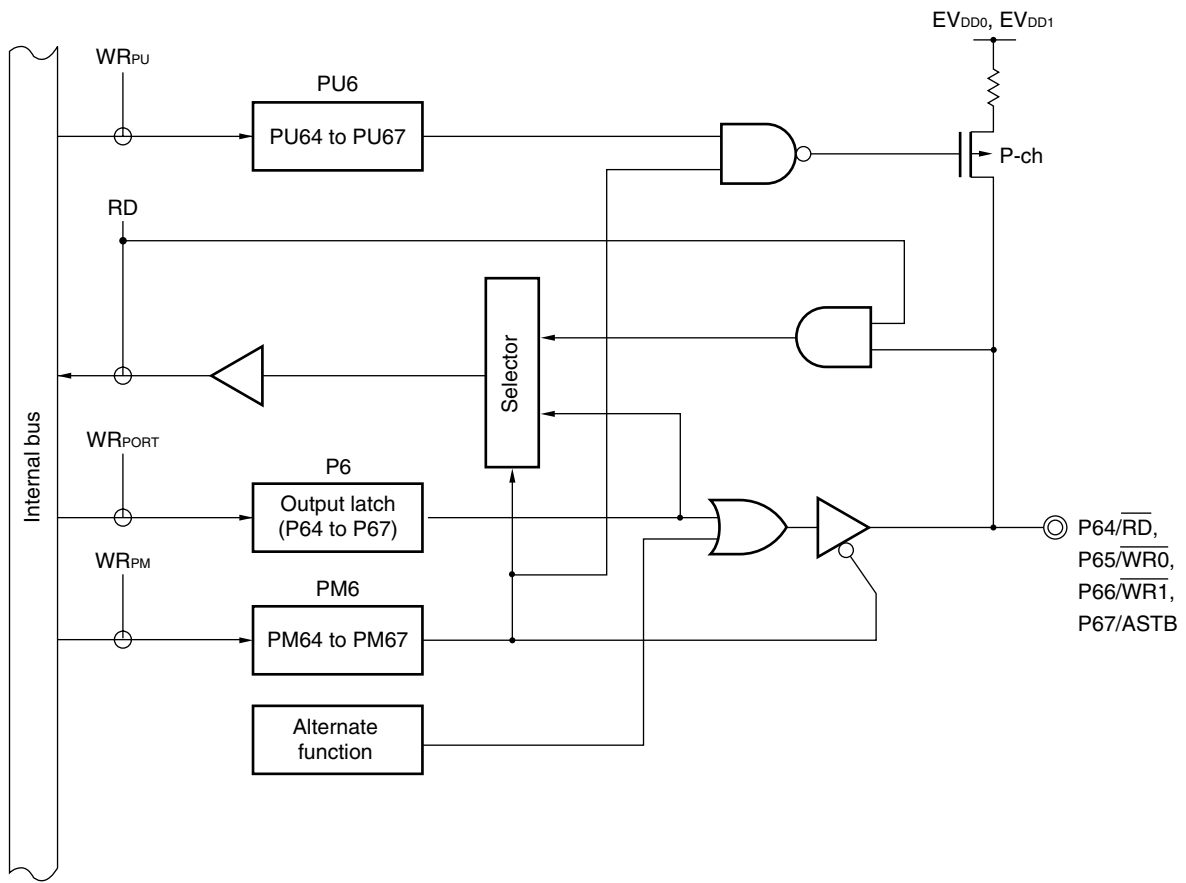 EVDD0, EVDD1
WRPU
PU6
PU64 to PU67
P-ch
RD
Selector
Internal bus
WRPORT
P6
Output latch
(P64 to P67)
P64/RD,
P65/WR0,
P66/WR1,
P67/ASTB
WRPM
PM6
PM64 to PM67
Alternate
function